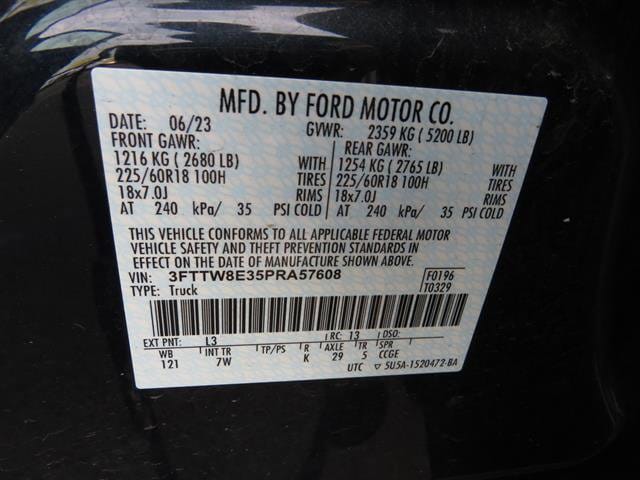 MFD. BY FORD MOTOR CO.
DATE: 06/23 GVWR: 2359 KG ( 5200 LB)
FRONT GAWR: REAR GAWR:
1216 KG ( 2680 LB) 1254 KG ( 2765 LB)
225/60R18 100H TIRES 225/60R18 100H TIRES
18x7.0J RIMS 18x7.0J RIMS
AT 240 kPa/ 35 PSI COLD AT 240 kPa/ 35 PSI COLD
THIS VEHICLE CONFORMS TO ALL APPLICABLE FEDERAL MOTOR
VEHICLE SAFETY AND THEFT PREVENTION STANDARDS IN
EFFECT ON THE DATE OF MANUFACTURE SHOWN ABOVE.
VIN: 3FTTW8E35PRA57608 F0196
TYPE: Truck T0329
EXT PNT: L3 RC: 13 DSO:
WB INT TR TP/PS R AXLE TR SPR
121 7W K 29 5 CCGE
UTC ▽ 5U5A-1520472-BA